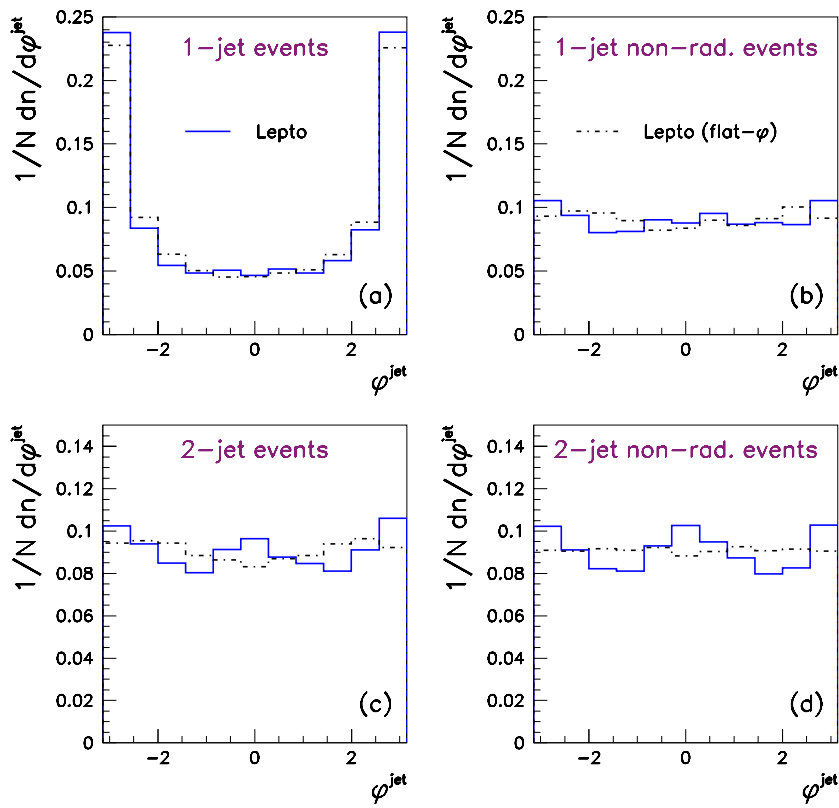 1/N dn/dφ^jet
0.25
0.2
0.15
0.1
0.05
0
1-jet events
Lepto
(a)
-2 0 2
φ^jet
1/N dn/dφ^jet
0.25
0.2
0.15
0.1
0.05
0
1-jet non-rad. events
Lepto (flat-φ)
(b)
-2 0 2
φ^jet
1/N dn/dφ^jet
0.14
0.12
0.1
0.08
0.06
0.04
0.02
0
2-jet events
(c)
-2 0 2
φ^jet
1/N dn/dφ^jet
0.14
0.12
0.1
0.08
0.06
0.04
0.02
0
2-jet non-rad. events
(d)
-2 0 2
φ^jet